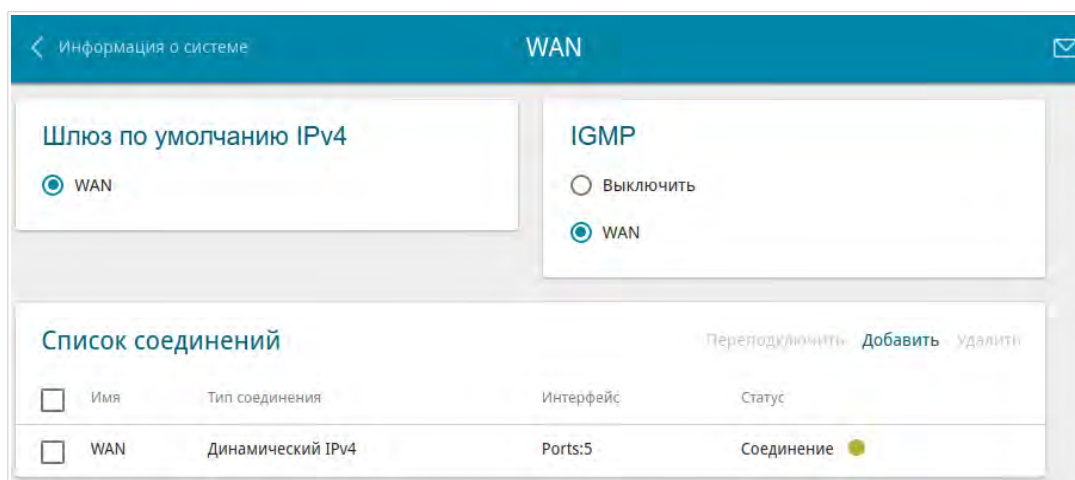 Информация о системе WAN
Шлюз по умолчанию IPv4
WAN
IGMP
Выключить
WAN
Список соединений Переподключить Добавить Удалить
Имя Тип соединения Интерфейс Статус
WAN Динамический IPv4 Ports:5 Соединение